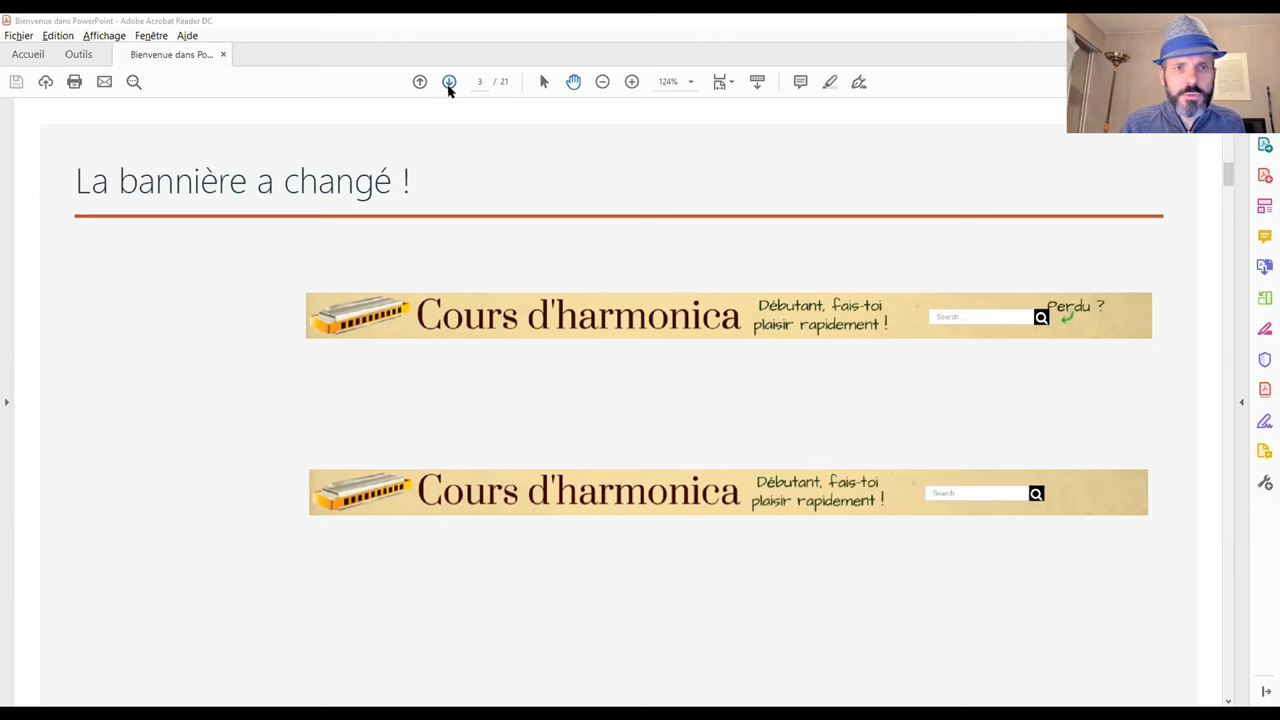 Bienvenue dans PowerPoint - Adobe Acrobat Reader DC
Fichier Edition Affichage Fenêtre Aide
Accueil Outils Bienvenue dans Po... ×
3 / 21 124%
La bannière a changé !
Cours d'harmonica
Débutant, fais-toi
plaisir rapidement !
Search...
Perdu ?
Cours d'harmonica
Débutant, fais-toi
plaisir rapidement !
Search ...